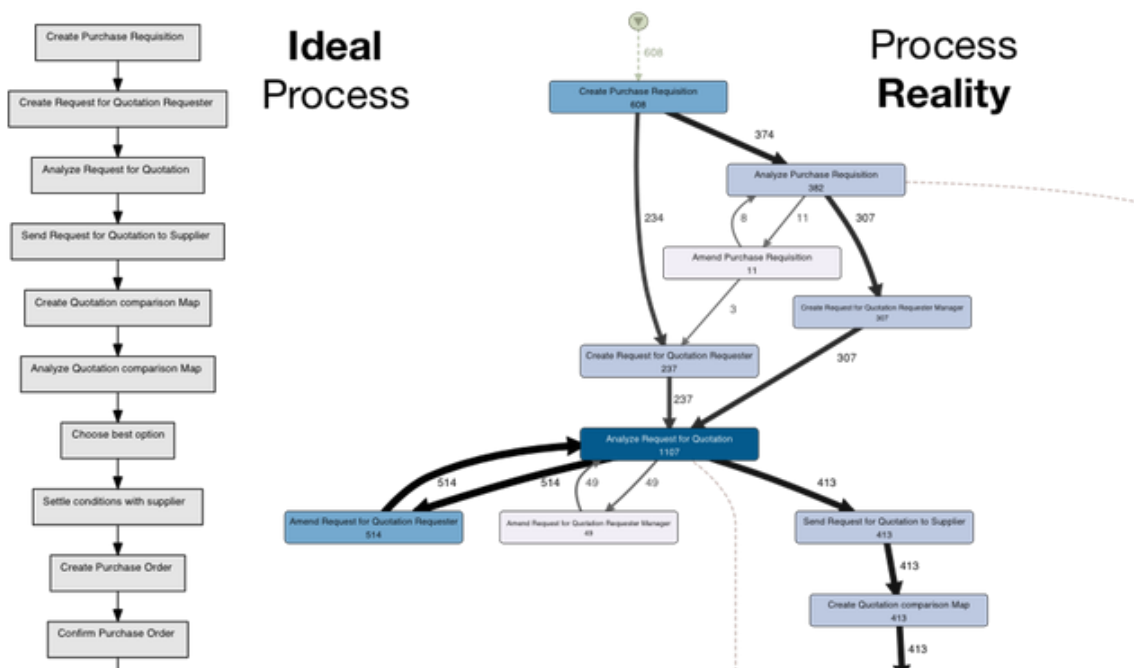 Ideal
Process
Process
Reality
Create Purchase Requisition
Create Request for Quotation Requester
Analyze Request for Quotation
Send Request for Quotation to Supplier
Create Quotation comparison Map
Analyze Quotation comparison Map
Choose best option
Settle conditions with supplier
Create Purchase Order
Confirm Purchase Order
608
Create Purchase Requisition
608
374
Analyze Purchase Requisition
382
234
8
11
307
Amend Purchase Requisition
11
3
Create Request for Quotation Requester Manager
307
307
Create Request for Quotation Requester
237
237
Analyze Request for Quotation
1107
514
514
49
49
413
Amend Request for Quotation Requester
514
Amend Request for Quotation Requester Manager
49
Send Request for Quotation to Supplier
413
413
Create Quotation comparison Map
413
413